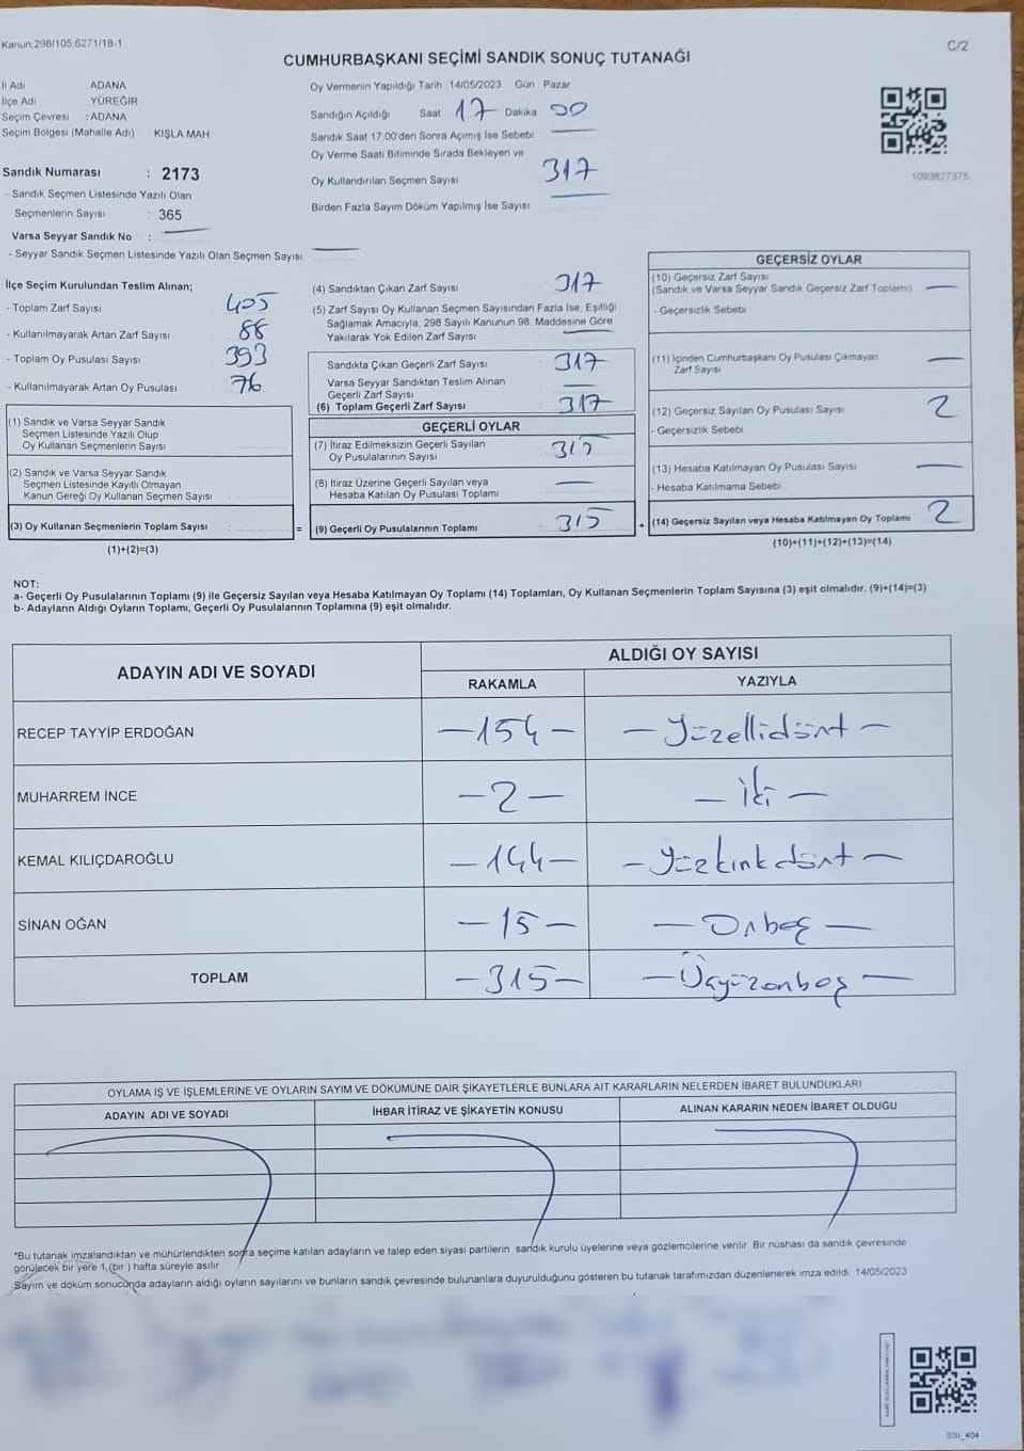 Kanun:298/105.6271/18-1
C/2
CUMHURBAŞKANI SEÇİMİ SANDIK SONUÇ TUTANAĞI
İl Adı ADANA
İlçe Adı YÜREĞİR
Seçim Çevresi :ADANA
Seçim Bölgesi (Mahalle Adı) KIŞLA MAH
Sandık Numarası : 2173
- Sandık Seçmen Listesinde Yazılı Olan
Seçmenlerin Sayısı : 365
Varsa Seyyar Sandık No :
- Seyyar Sandık Seçmen Listesinde Yazılı Olan Seçmen Sayısı
Oy Vermenin Yapıldığı Tarih :14/05/2023 Gün : Pazar
Sandığın Açıldığı Saat 17 Dakika 00
Sandık Saat 17:00'den Sonra Açılmış İse Sebebi
Oy Verme Saati Bitiminde Sırada Bekleyen ve
Oy Kullandırılan Seçmen Sayısı 317
Birden Fazla Sayım Döküm Yapılmış İse Sayısı
1093827375
İlçe Seçim Kurulundan Teslim Alınan;
- Toplam Zarf Sayısı 405
- Kullanılmayarak Artan Zarf Sayısı 88
- Toplam Oy Pusulası Sayısı 393
- Kullanılmayarak Artan Oy Pusulası 76
(1) Sandık ve Varsa Seyyar Sandık
Seçmen Listesinde Yazılı Olup
Oy Kullanan Seçmenlerin Sayısı
(2) Sandık ve Varsa Seyyar Sandık
Seçmen Listesinde Kayıtlı Olmayan
Kanun Gereği Oy Kullanan Seçmen Sayısı
(3) Oy Kullanan Seçmenlerin Toplam Sayısı =
(1)+(2)=(3)
(4) Sandıktan Çıkan Zarf Sayısı 317
(5) Zarf Sayısı Oy Kullanan Seçmen Sayısından Fazla İse, Eşitliği
Sağlamak Amacıyla, 298 Sayılı Kanunun 98. Maddesine Göre
Yakılarak Yok Edilen Zarf Sayısı
Sandıkta Çıkan Geçerli Zarf Sayısı 317
Varsa Seyyar Sandıktan Teslim Alınan
Geçerli Zarf Sayısı
(6) Toplam Geçerli Zarf Sayısı 317
GEÇERLİ OYLAR
(7) İtiraz Edilmeksizin Geçerli Sayılan
Oy Pusulalarının Sayısı 315
(8) İtiraz Üzerine Geçerli Sayılan veya
Hesaba Katılan Oy Pusulası Toplamı
(9) Geçerli Oy Pusulalarının Toplamı 315 +
GEÇERSİZ OYLAR
(10) Geçersiz Zarf Sayısı
(Sandık ve Varsa Seyyar Sandık Geçersiz Zarf Toplamı)
- Geçersizlik Sebebi
(11) İçinden Cumhurbaşkanı Oy Pusulası Çıkmayan
Zarf Sayısı
(12) Geçersiz Sayılan Oy Pusulası Sayısı 2
- Geçersizlik Sebebi
(13) Hesaba Katılmayan Oy Pusulası Sayısı
- Hesaba Katılmama Sebebi
(14) Geçersiz Sayılan veya Hesaba Katılmayan Oy Toplamı 2
(10)+(11)+(12)+(13)=(14)
NOT:
a- Geçerli Oy Pusulalarının Toplamı (9) ile Geçersiz Sayılan veya Hesaba Katılmayan Oy Toplamı (14) Toplamları, Oy Kullanan Seçmenlerin Toplam Sayısına (3) eşit olmalıdır. (9)+(14)=(3)
b- Adayların Aldığı Oyların Toplamı, Geçerli Oy Pusulalarının Toplamına (9) eşit olmalıdır.
ADAYIN ADI VE SOYADI ALDIĞI OY SAYISI
RAKAMLA YAZIYLA
RECEP TAYYİP ERDOĞAN -154- -Yüzellidört-
MUHARREM İNCE -2- -İki-
KEMAL KILIÇDAROĞLU -144- -Yüzkırkdört-
SİNAN OĞAN -15- -Onbeş-
TOPLAM -315- -Üçyüzonbeş-
OYLAMA İŞ VE İŞLEMLERİNE VE OYLARIN SAYIM VE DÖKÜMÜNE DAİR ŞİKAYETLERLE BUNLARA AİT KARARLARIN NELERDEN İBARET BULUNDUKLARI
ADAYIN ADI VE SOYADI İHBAR İTİRAZ VE ŞİKAYETİN KONUSU ALINAN KARARIN NEDEN İBARET OLDUĞU
*Bu tutanak imzalandıktan ve mühürlendikten sonra seçime katılan adayların ve talep eden siyasi partilerin sandık kurulu üyelerine veya gözlemcilerine verilir. Bir nüshası da sandık çevresinde
görülecek bir yere 1 (bir ) hafta süreyle asılır
Sayım ve döküm sonucunda adayların aldığı oyların sayılarını ve bunların sandık çevresinde bulunanlara duyurulduğunu gösteren bu tutanak tarafımızdan düzenlenerek imza edildi. 14/05/2023